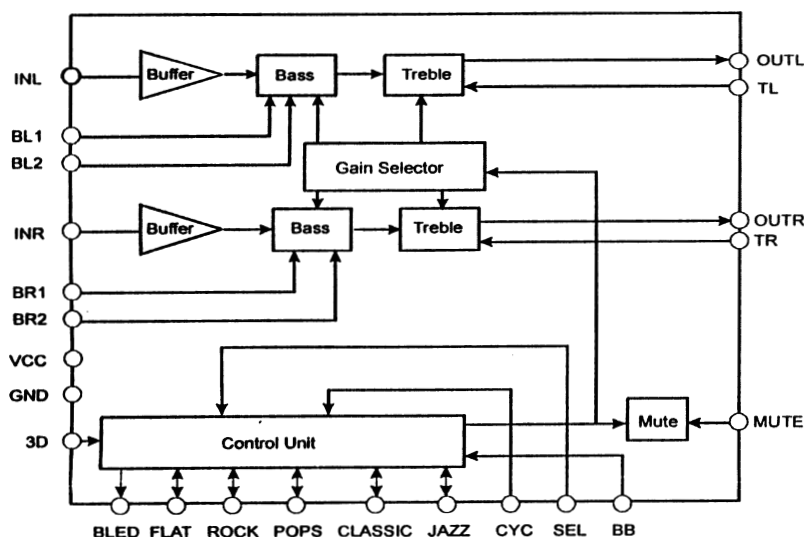 INL Buffer Bass Treble OUTL
TL
BL1
BL2
Gain Selector
INR Buffer Bass Treble OUTR
TR
BR1
BR2
VCC
GND
3D Control Unit Mute MUTE
BLED FLAT ROCK POPS CLASSIC JAZZ CYC SEL BB